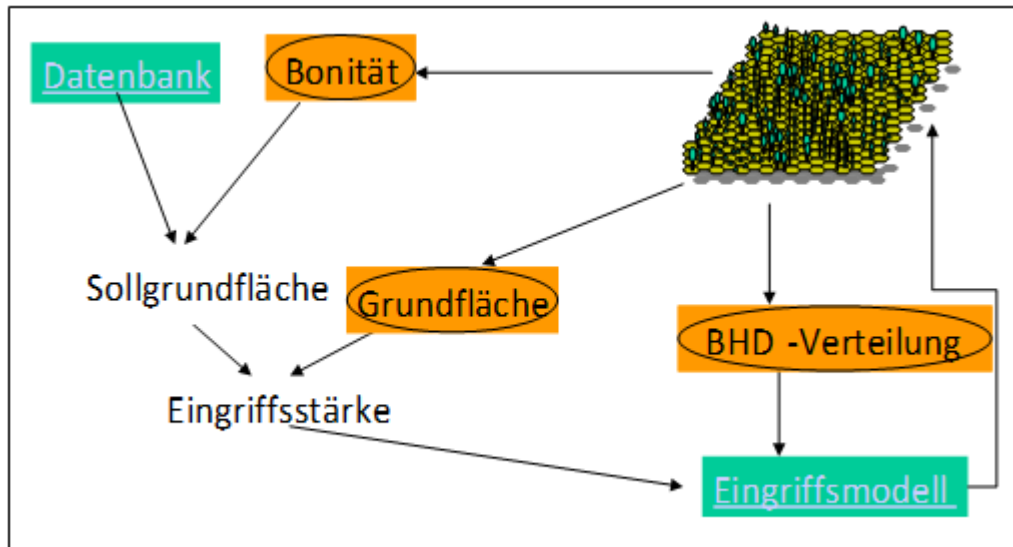 Datenbank
Bonität
Sollgrundfläche
Grundfläche
BHD -Verteilung
Eingriffsstärke
Eingriffsmodell